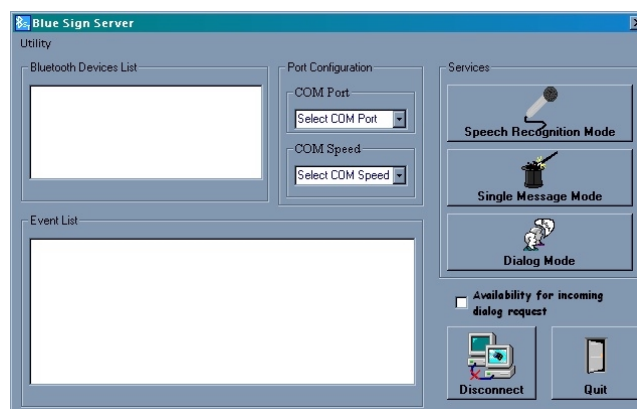 Blue Sign Server
Utility
Bluetooth Devices List
Port Configuration
COM Port
Select COM Port
COM Speed
Select COM Speed
Services
Speech Recognition Mode
Single Message Mode
Dialog Mode
Event List
Availability for incoming
dialog request
Disconnect
Quit